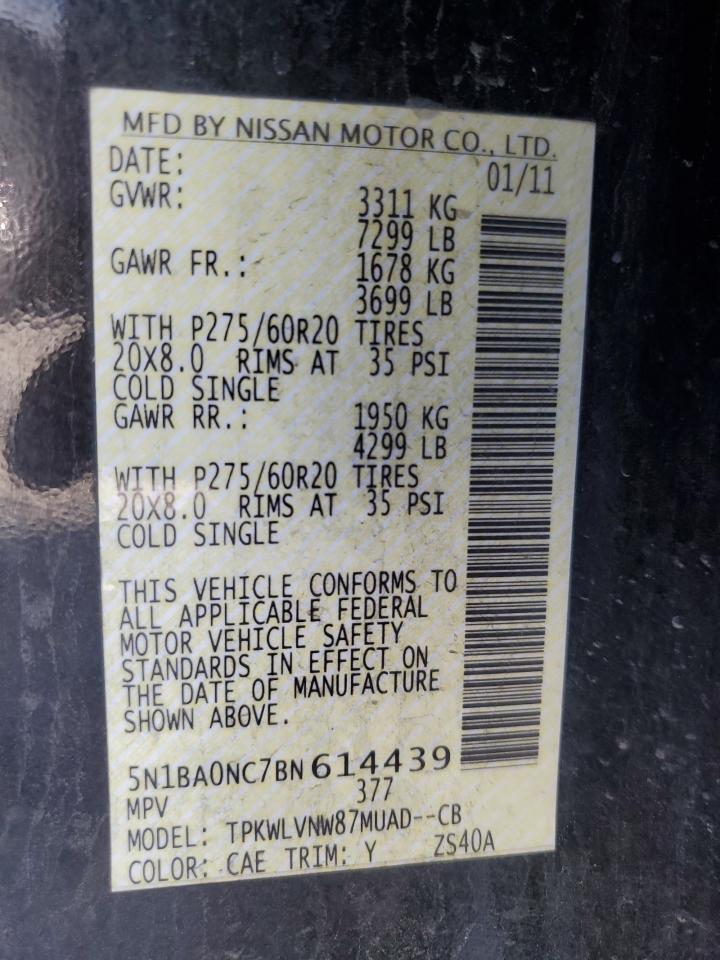 MFD BY NISSAN MOTOR CO., LTD.
DATE: 01/11
GVWR: 3311 KG
7299 LB
GAWR FR.: 1678 KG
3699 LB
WITH P275/60R20 TIRES
20X8.0 RIMS AT 35 PSI
COLD SINGLE
GAWR RR.: 1950 KG
4299 LB
WITH P275/60R20 TIRES
20X8.0 RIMS AT 35 PSI
COLD SINGLE
THIS VEHICLE CONFORMS TO
ALL APPLICABLE FEDERAL
MOTOR VEHICLE SAFETY
STANDARDS IN EFFECT ON
THE DATE OF MANUFACTURE
SHOWN ABOVE.
5N1BA0NC7BN614439
MPV 377
MODEL: TPKWLVNW87MUAD--CB
COLOR: CAE TRIM: Y ZS40A